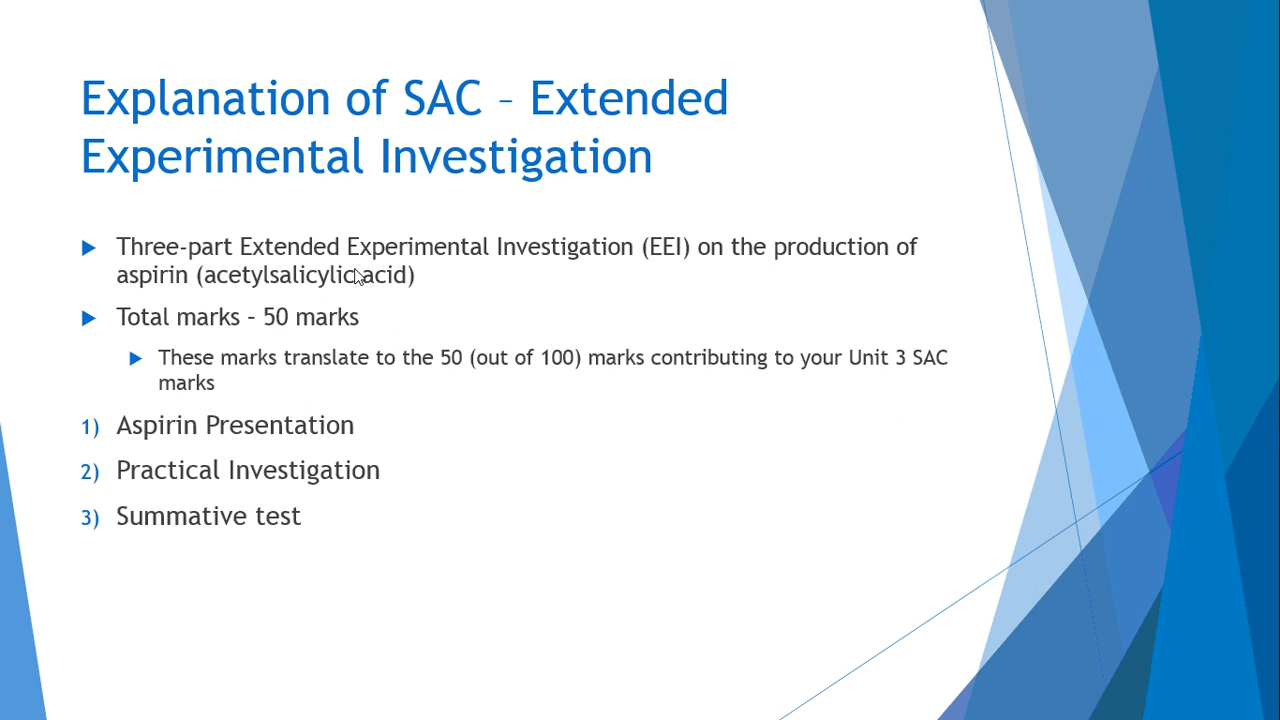 Explanation of SAC – Extended
Experimental Investigation
Three-part Extended Experimental Investigation (EEI) on the production of
aspirin (acetylsalicylic acid)
Total marks – 50 marks
These marks translate to the 50 (out of 100) marks contributing to your Unit 3 SAC
marks
1) Aspirin Presentation
2) Practical Investigation
3) Summative test